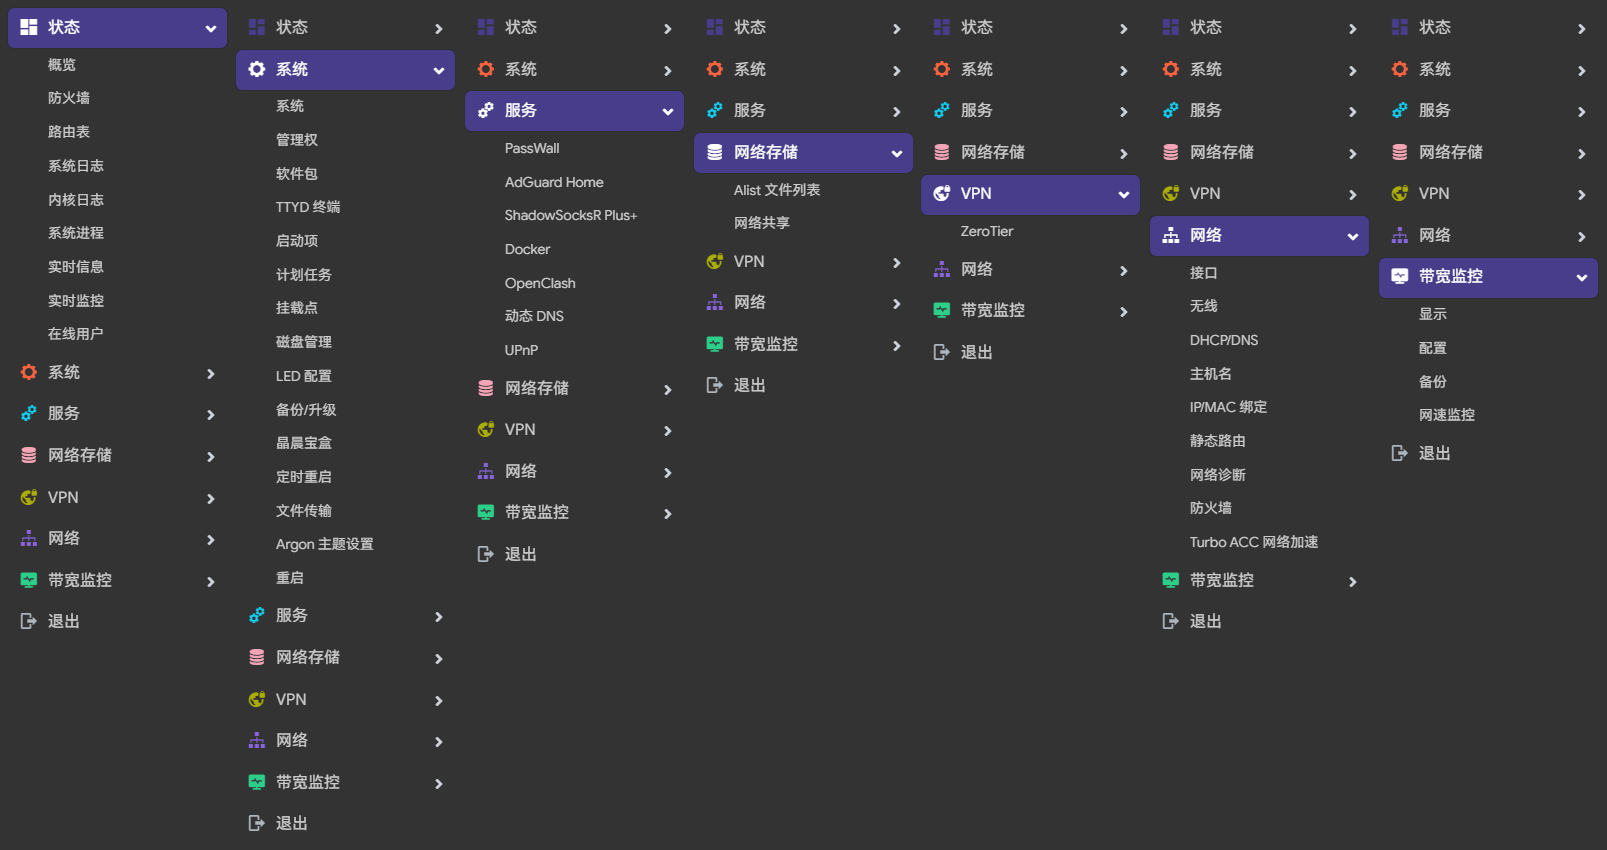 状态
概览
防火墙
路由表
系统日志
内核日志
系统进程
实时信息
实时监控
在线用户
系统
服务
网络存储
VPN
网络
带宽监控
退出
状态
系统
系统
管理权
软件包
TTYD 终端
启动项
计划任务
挂载点
磁盘管理
LED 配置
备份/升级
晶晨宝盒
定时重启
文件传输
Argon 主题设置
重启
服务
网络存储
VPN
网络
带宽监控
退出
状态
系统
服务
PassWall
AdGuard Home
ShadowSocksR Plus+
Docker
OpenClash
动态 DNS
UPnP
网络存储
VPN
网络
带宽监控
退出
状态
系统
服务
网络存储
Alist 文件列表
网络共享
VPN
网络
带宽监控
退出
状态
系统
服务
网络存储
VPN
ZeroTier
网络
带宽监控
退出
状态
系统
服务
网络存储
VPN
网络
接口
无线
DHCP/DNS
主机名
IP/MAC 绑定
静态路由
网络诊断
防火墙
Turbo ACC 网络加速
带宽监控
退出
状态
系统
服务
网络存储
VPN
网络
带宽监控
显示
配置
备份
网速监控
退出